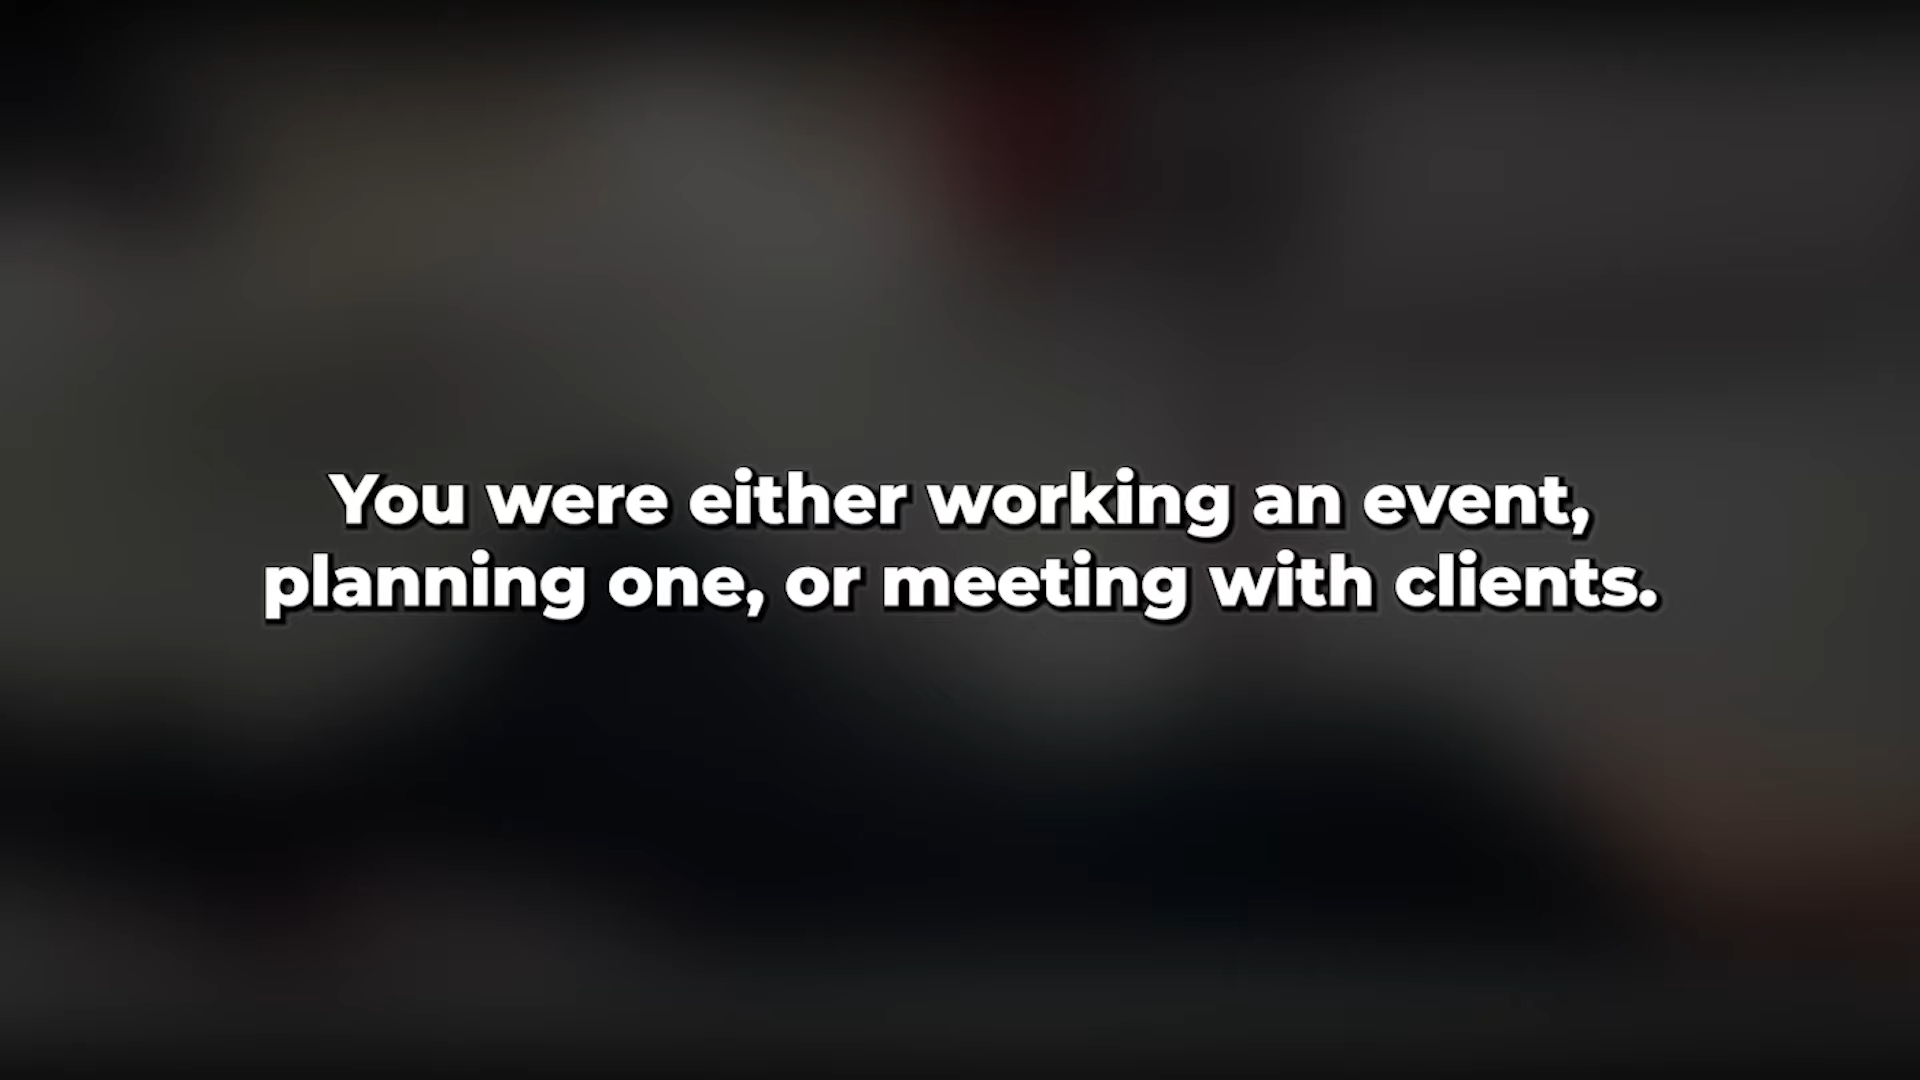 You were either working an event,
planning one, or meeting with clients.